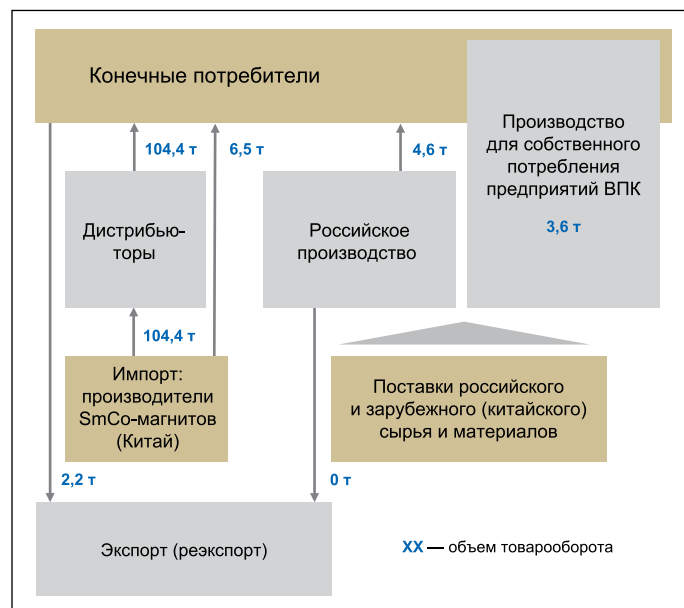 Конечные потребители
Производство
для собственного
потребления
предприятий ВПК
3,6 т
104,4 т
6,5 т
4,6 т
Дистрибью-
торы
Российское
производство
104,4 т
Импорт:
производители
SmCo-магнитов
(Китай)
Поставки российского
и зарубежного (китайского)
сырья и материалов
2,2 т
0 т
Экспорт (реэкспорт)
XX — объем товарооборота